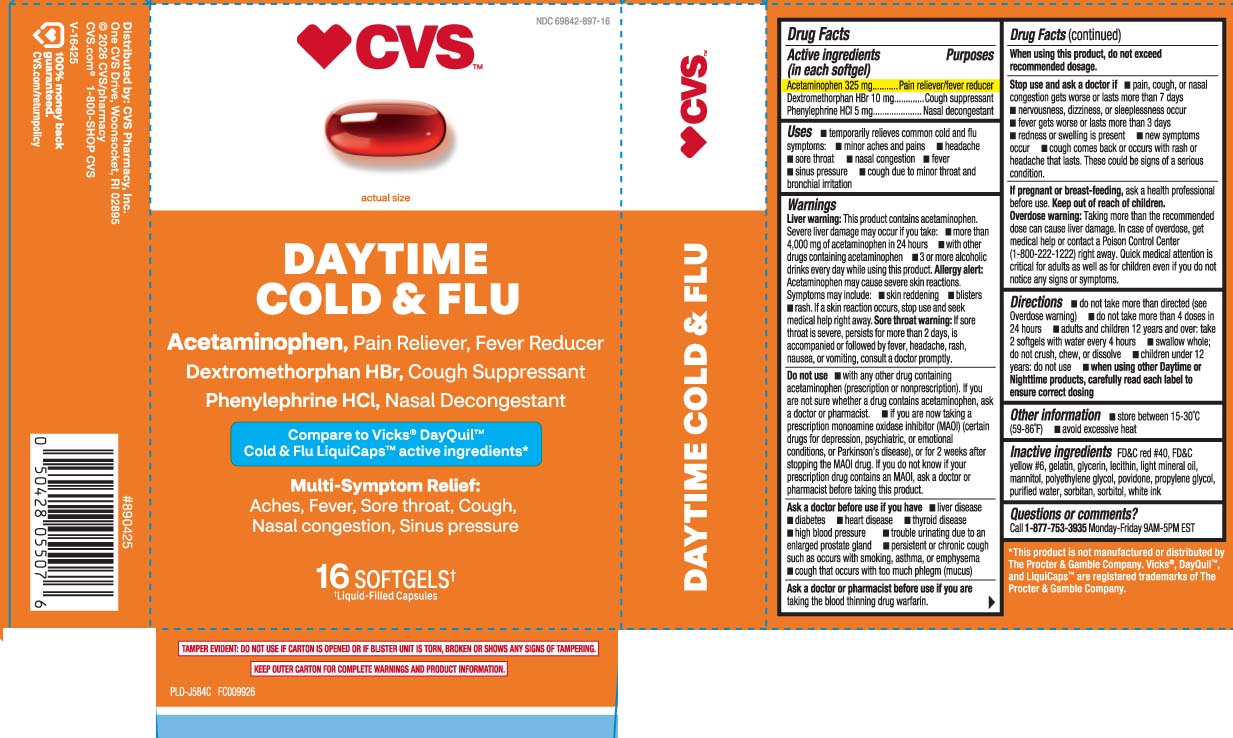 Distributed by: CVS Pharmacy, Inc.
One CVS Drive, Woonsocket, RI 02895
© 2026 CVS/pharmacy
CVS.com® 1-800-SHOP CVS
V-16425
100% money back
guaranteed.
CVS.com/returnpolicy
#890425
0 50428 05507 6
NDC 69842-897-16
CVS™
actual size
DAYTIME
COLD & FLU
Acetaminophen, Pain Reliever, Fever Reducer
Dextromethorphan HBr, Cough Suppressant
Phenylephrine HCl, Nasal Decongestant
Compare to Vicks® DayQuil™
Cold & Flu LiquiCaps™ active ingredients*
Multi-Symptom Relief:
Aches, Fever, Sore throat, Cough,
Nasal congestion, Sinus pressure
16 SOFTGELS†
†Liquid-Filled Capsules
TAMPER EVIDENT: DO NOT USE IF CARTON IS OPENED OR IF BLISTER UNIT IS TORN, BROKEN OR SHOWS ANY SIGNS OF TAMPERING.
KEEP OUTER CARTON FOR COMPLETE WARNINGS AND PRODUCT INFORMATION.
PLD-J584C FC009926
CVS™
DAYTIME COLD & FLU
Drug Facts
Active ingredients Purposes
(in each softgel)
Acetaminophen 325 mg..........Pain reliever/fever reducer
Dextromethorphan HBr 10 mg.............Cough suppressant
Phenylephrine HCl 5 mg.....................Nasal decongestant
Uses ■ temporarily relieves common cold and flu
symptoms: ■ minor aches and pains ■ headache
■ sore throat ■ nasal congestion ■ fever
■ sinus pressure ■ cough due to minor throat and
bronchial irritation
Warnings
Liver warning: This product contains acetaminophen.
Severe liver damage may occur if you take: ■ more than
4,000 mg of acetaminophen in 24 hours ■ with other
drugs containing acetaminophen ■ 3 or more alcoholic
drinks every day while using this product. Allergy alert:
Acetaminophen may cause severe skin reactions.
Symptoms may include: ■ skin reddening ■ blisters
■ rash. If a skin reaction occurs, stop use and seek
medical help right away. Sore throat warning: If sore
throat is severe, persists for more than 2 days, is
accompanied or followed by fever, headache, rash,
nausea, or vomiting, consult a doctor promptly.
Do not use ■ with any other drug containing
acetaminophen (prescription or nonprescription). If you
are not sure whether a drug contains acetaminophen, ask
a doctor or pharmacist. ■ if you are now taking a
prescription monoamine oxidase inhibitor (MAOI) (certain
drugs for depression, psychiatric, or emotional
conditions, or Parkinson's disease), or for 2 weeks after
stopping the MAOI drug. If you do not know if your
prescription drug contains an MAOI, ask a doctor or
pharmacist before taking this product.
Ask a doctor before use if you have ■ liver disease
■ diabetes ■ heart disease ■ thyroid disease
■ high blood pressure ■ trouble urinating due to an
enlarged prostate gland ■ persistent or chronic cough
such as occurs with smoking, asthma, or emphysema
■ cough that occurs with too much phlegm (mucus)
Ask a doctor or pharmacist before use if you are
taking the blood thinning drug warfarin.
Drug Facts (continued)
When using this product, do not exceed
recommended dosage.
Stop use and ask a doctor if ■ pain, cough, or nasal
congestion gets worse or lasts more than 7 days
■ nervousness, dizziness, or sleeplessness occur
■ fever gets worse or lasts more than 3 days
■ redness or swelling is present ■ new symptoms
occur ■ cough comes back or occurs with rash or
headache that lasts. These could be signs of a serious
condition.
If pregnant or breast-feeding, ask a health professional
before use. Keep out of reach of children.
Overdose warning: Taking more than the recommended
dose can cause liver damage. In case of overdose, get
medical help or contact a Poison Control Center
(1-800-222-1222) right away. Quick medical attention is
critical for adults as well as for children even if you do not
notice any signs or symptoms.
Directions ■ do not take more than directed (see
Overdose warning) ■ do not take more than 4 doses in
24 hours ■ adults and children 12 years and over: take
2 softgels with water every 4 hours ■ swallow whole;
do not crush, chew, or dissolve ■ children under 12
years: do not use ■ when using other Daytime or
Nighttime products, carefully read each label to
ensure correct dosing
Other information ■ store between 15-30°C
(59-86°F) ■ avoid excessive heat
Inactive ingredients FD&C red #40, FD&C
yellow #6, gelatin, glycerin, lecithin, light mineral oil,
mannitol, polyethylene glycol, povidone, propylene glycol,
purified water, sorbitan, sorbitol, white ink
Questions or comments?
Call 1-877-753-3935 Monday-Friday 9AM-5PM EST
*This product is not manufactured or distributed by
The Procter & Gamble Company. Vicks®, DayQuil™,
and LiquiCaps™ are registered trademarks of The
Procter & Gamble Company.